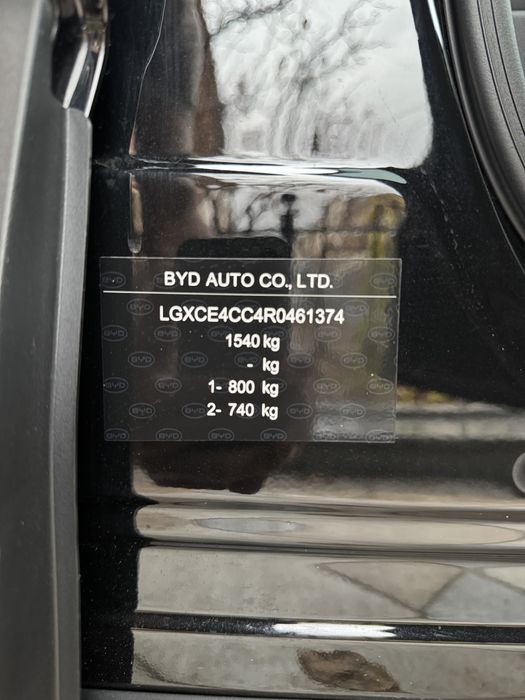 BYD AUTO CO., LTD.
LGXCE4CC4R0461374
1540 kg
- kg
1- 800 kg
2- 740 kg